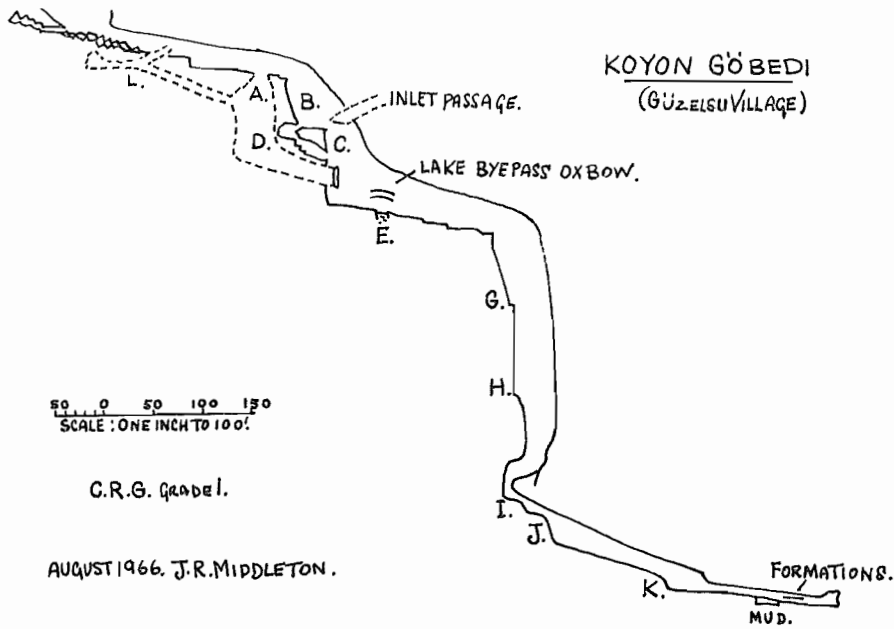 KOYON GÖBEDI
(GÜZELSU VILLAGE)
L.
A.
B.
INLET PASSAGE.
D.
C.
LAKE BYEPASS OXBOW.
E.
G.
H.
50 0 50 100 150
SCALE : ONE INCH TO 100'.
C.R.G. GRADE 1.
I.
J.
AUGUST 1966. J.R. MIDDLETON.
K.
FORMATIONS.
MUD.